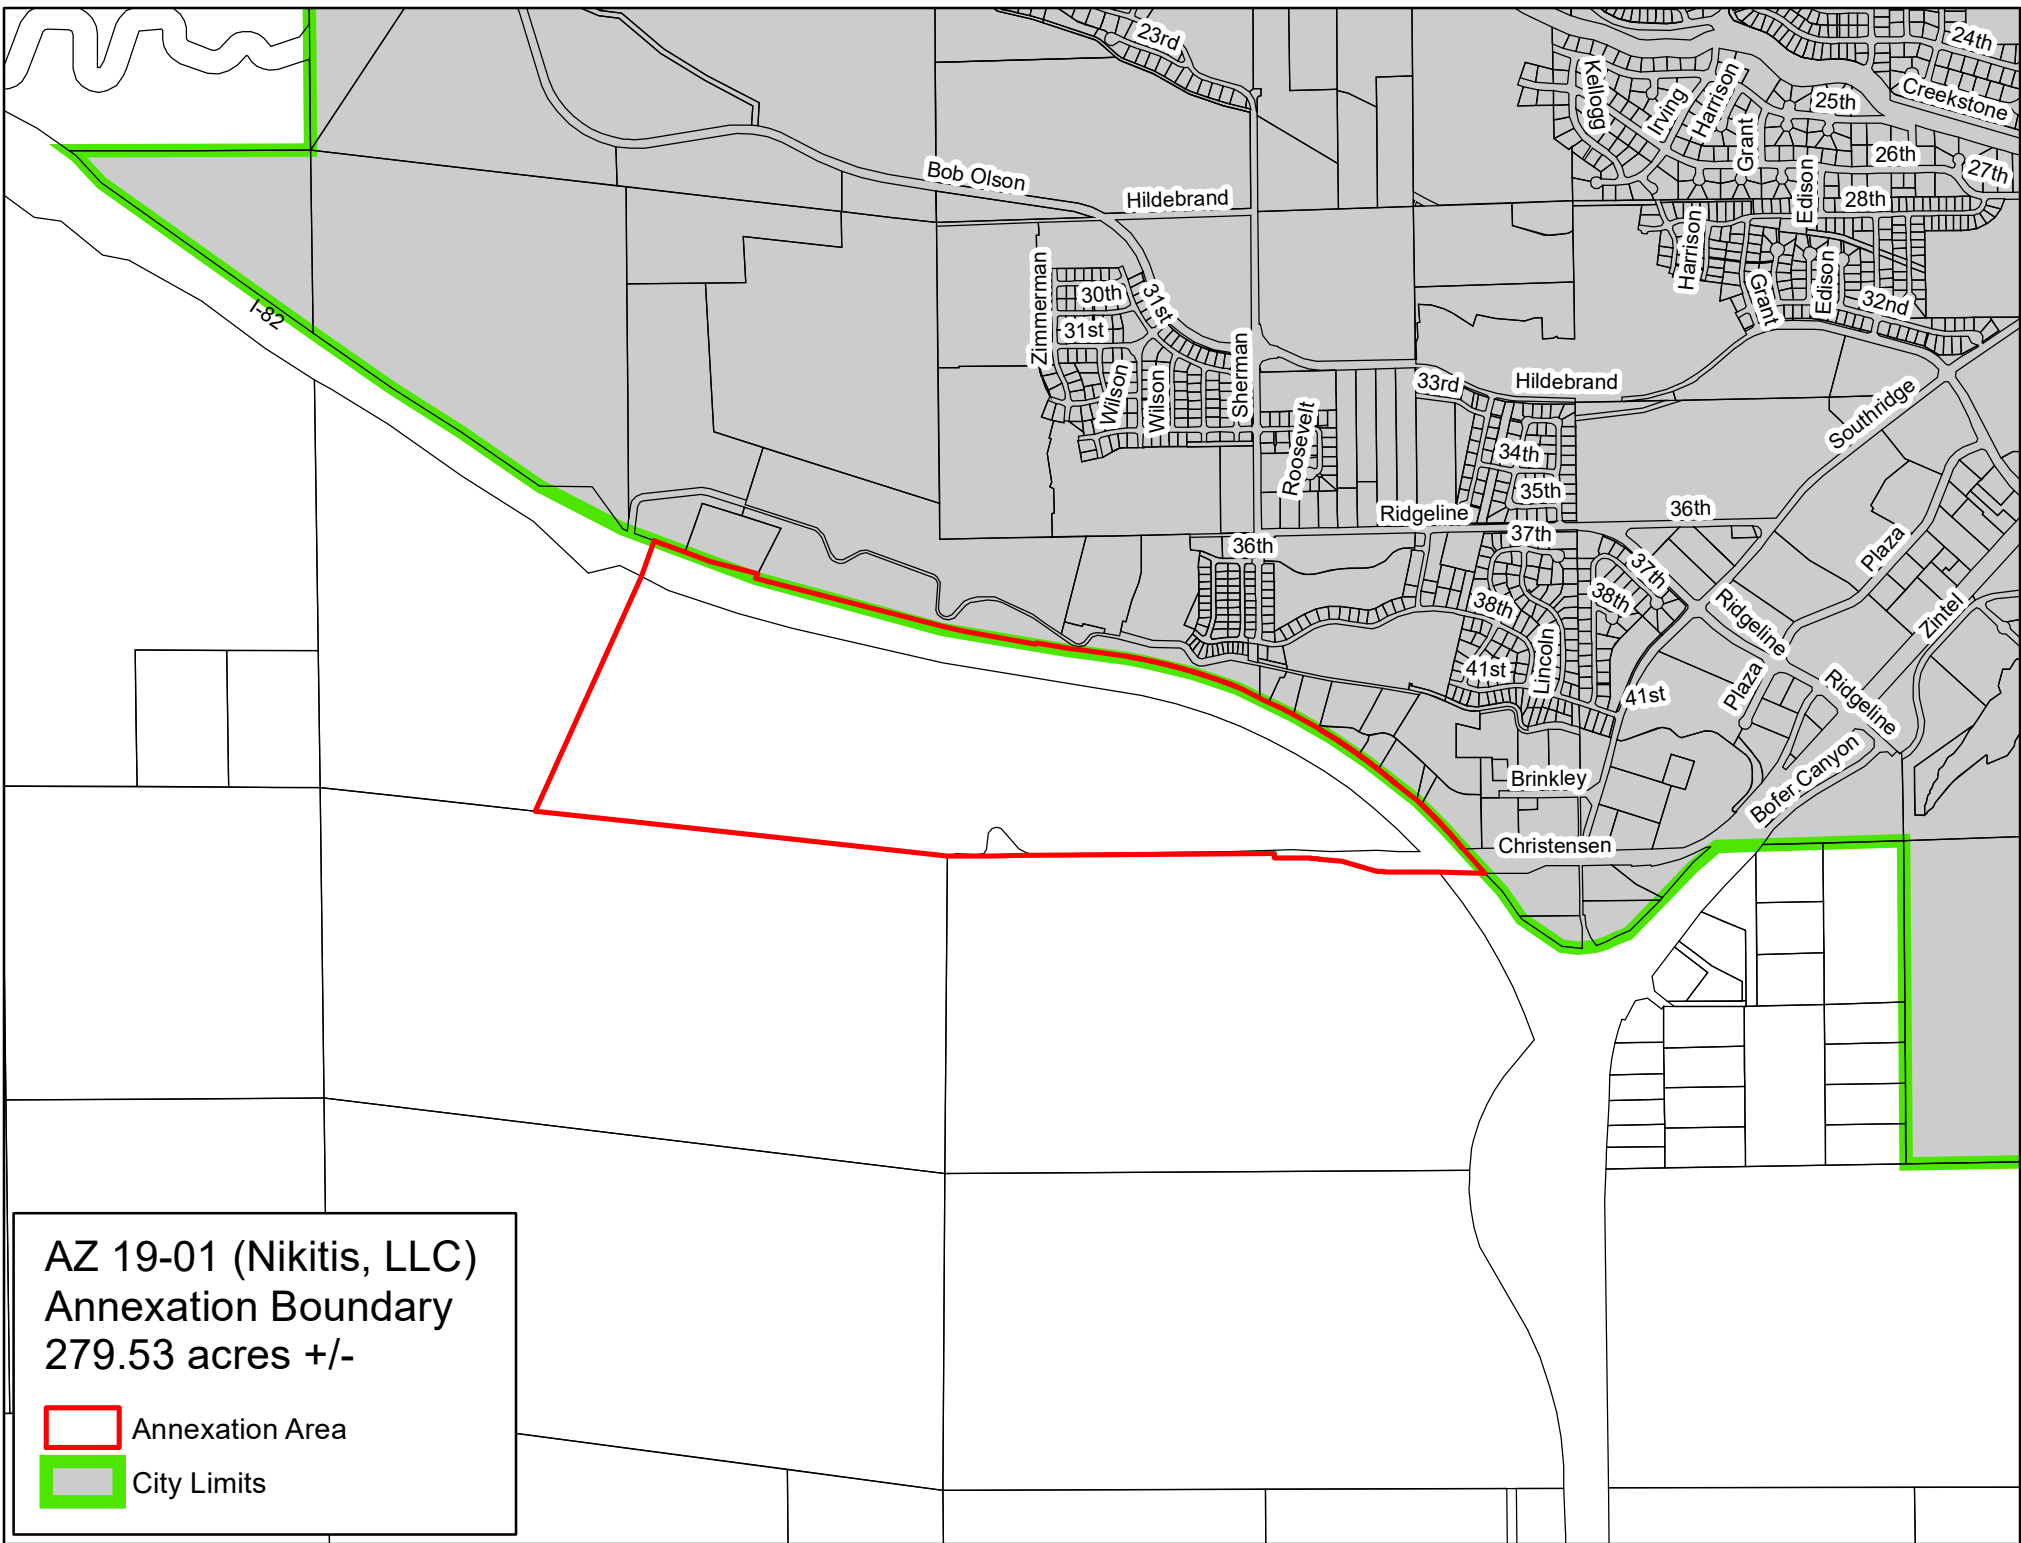 23rd
24th
Kellogg
Irving
Harrison
Grant
25th
Creekstone
26th
27th
Edison
28th
Bob Olson
Hildebrand
Harrison
Grant
Edison
32nd
Zimmerman
30th
31st
31st
Wilson
Wilson
Sherman
I-82
33rd
Hildebrand
Southridge
Roosevelt
34th
35th
Ridgeline
36th
36th
37th
37th
Plaza
38th
38th
Ridgeline
Zintel
41st
Lincoln
41st
Plaza
Ridgeline
Brinkley
Bofer Canyon
Christensen
AZ 19-01 (Nikitis, LLC)
Annexation Boundary
279.53 acres +/-
Annexation Area
City Limits